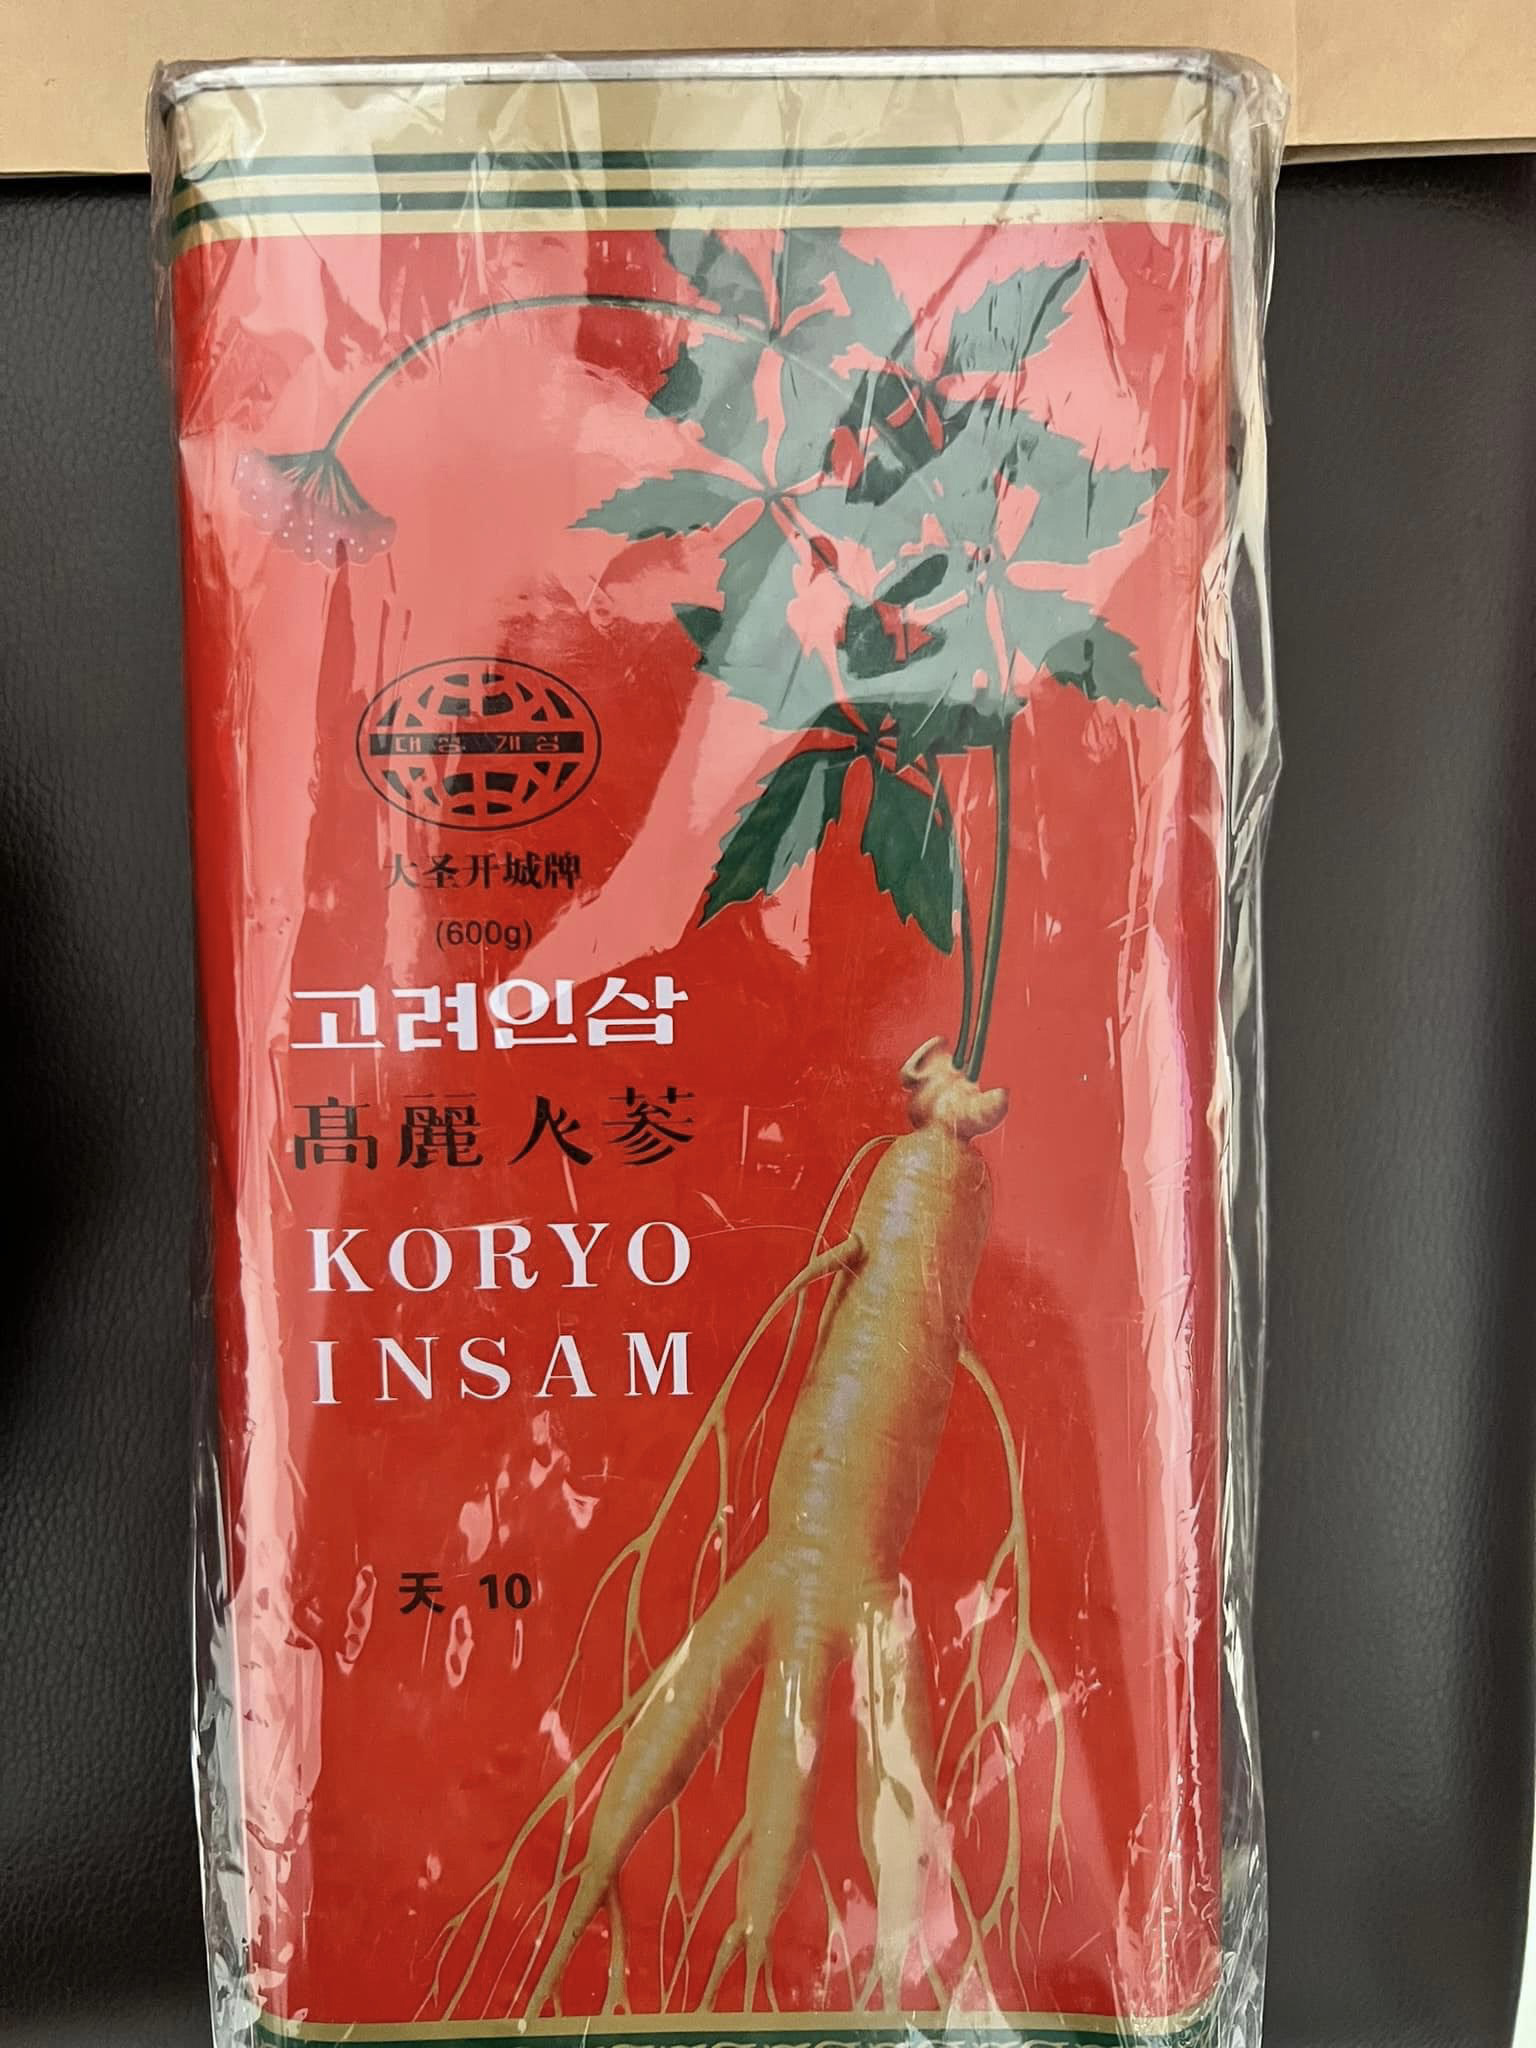 대성 개성
大圣开城牌
(600g)
고려인삼
高麗人蔘
KORYO
INSAM
天 10